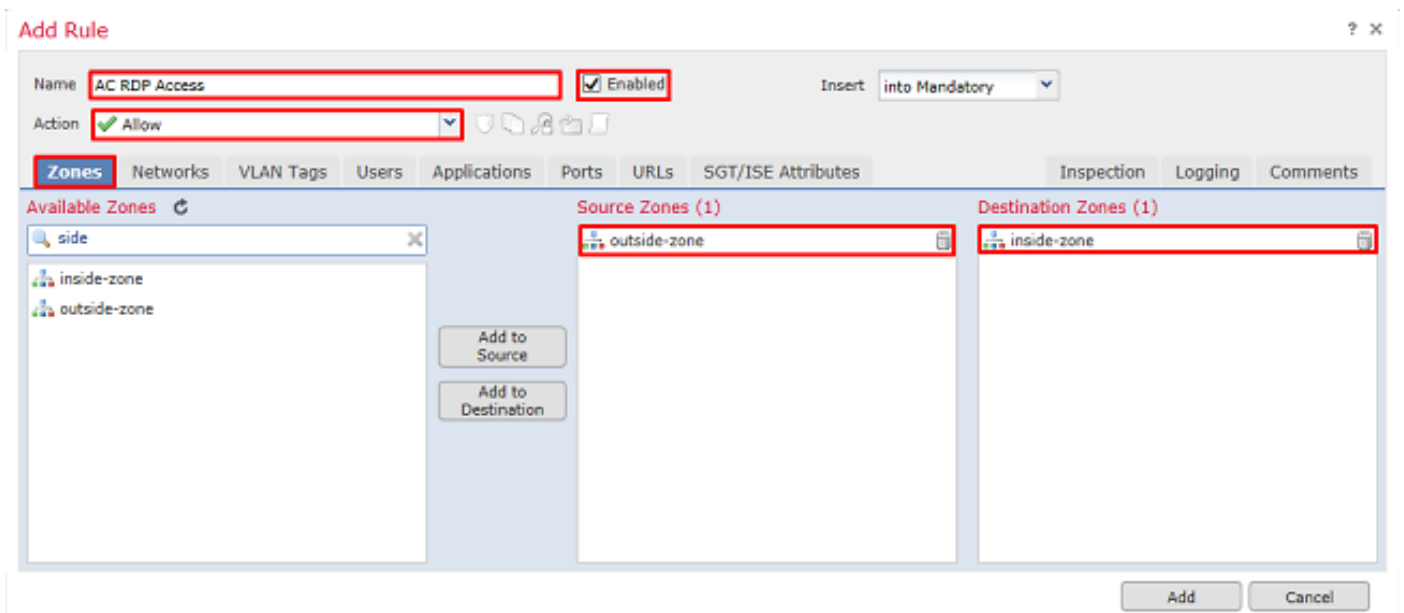 Add Rule ? ×
Name AC RDP Access Enabled Insert into Mandatory
Action Allow
Zones Networks VLAN Tags Users Applications Ports URLs SGT/ISE Attributes Inspection Logging Comments
Available Zones Source Zones (1) Destination Zones (1)
side outside-zone inside-zone
inside-zone
outside-zone
Add to
Source
Add to
Destination
Add Cancel